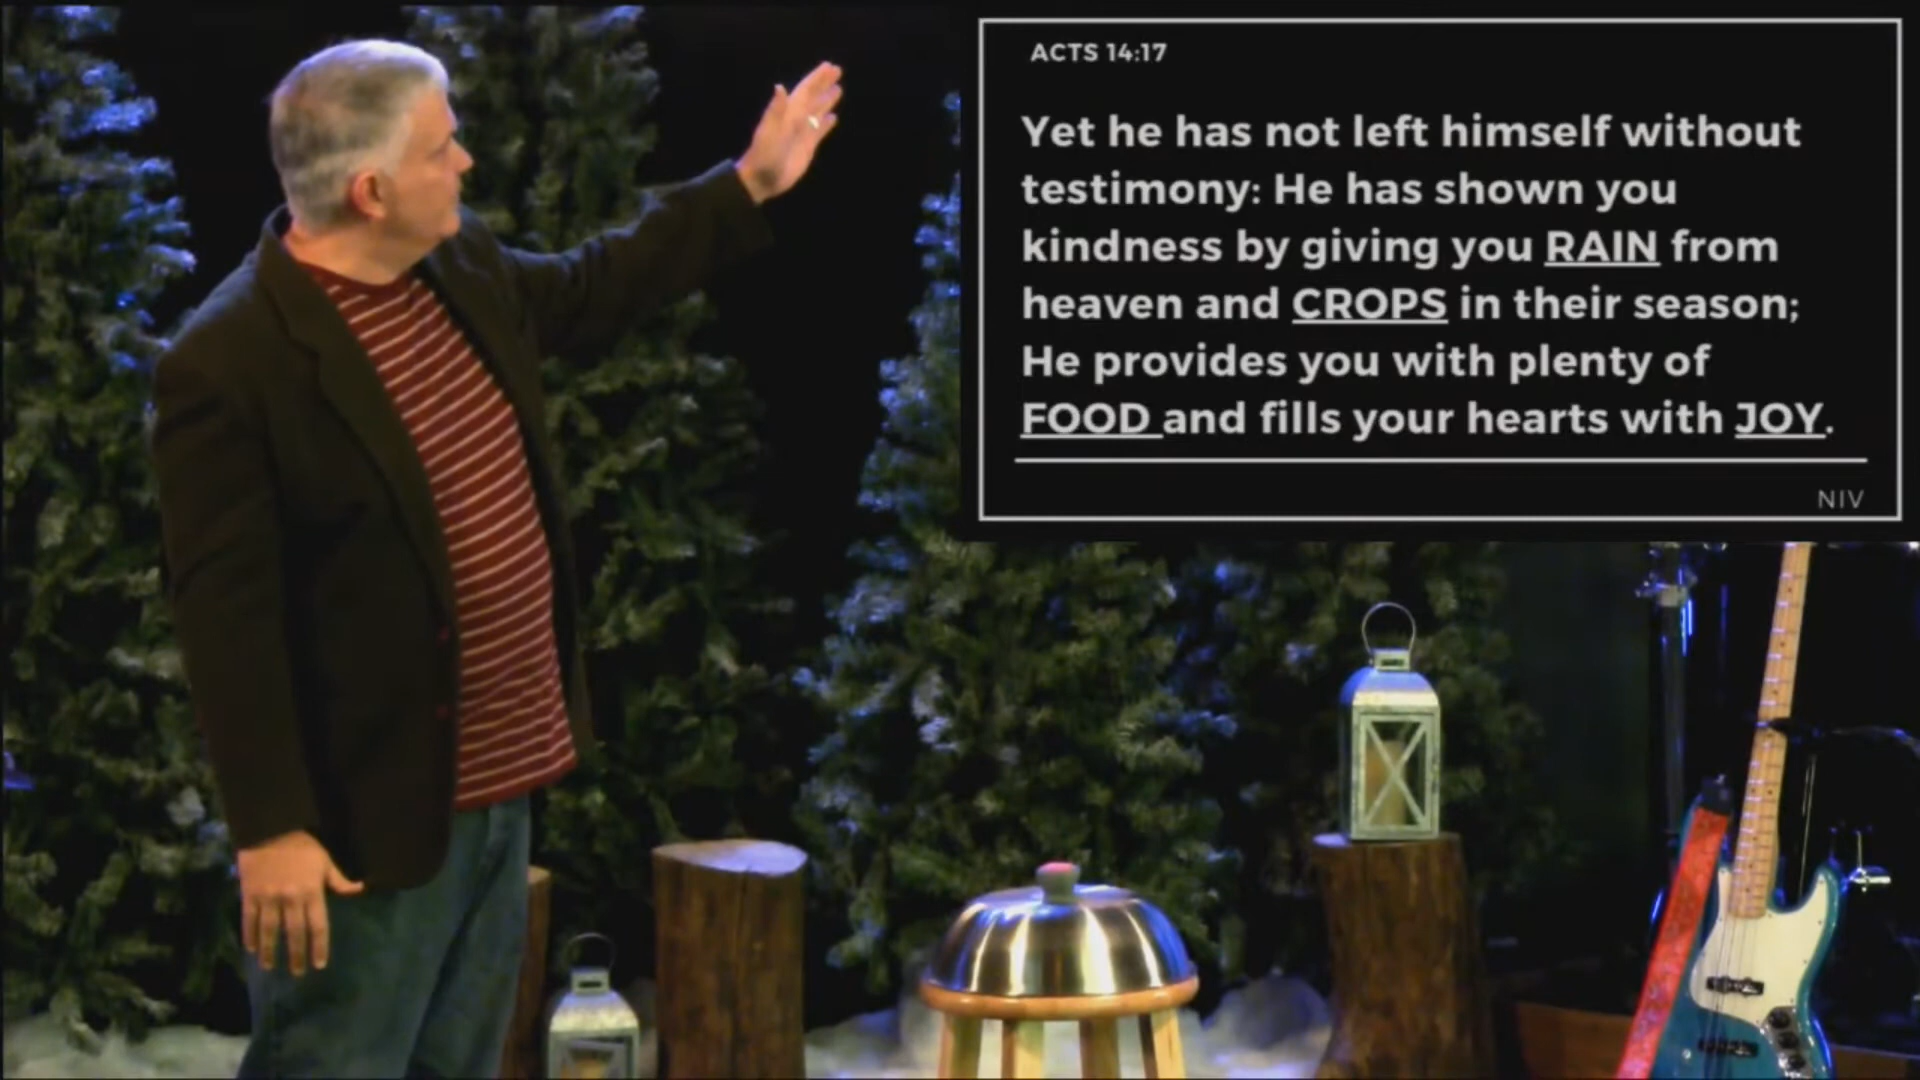 ACTS 14:17
Yet he has not left himself without
testimony: He has shown you
kindness by giving you RAIN from
heaven and CROPS in their season;
He provides you with plenty of
FOOD and fills your hearts with JOY.
NIV